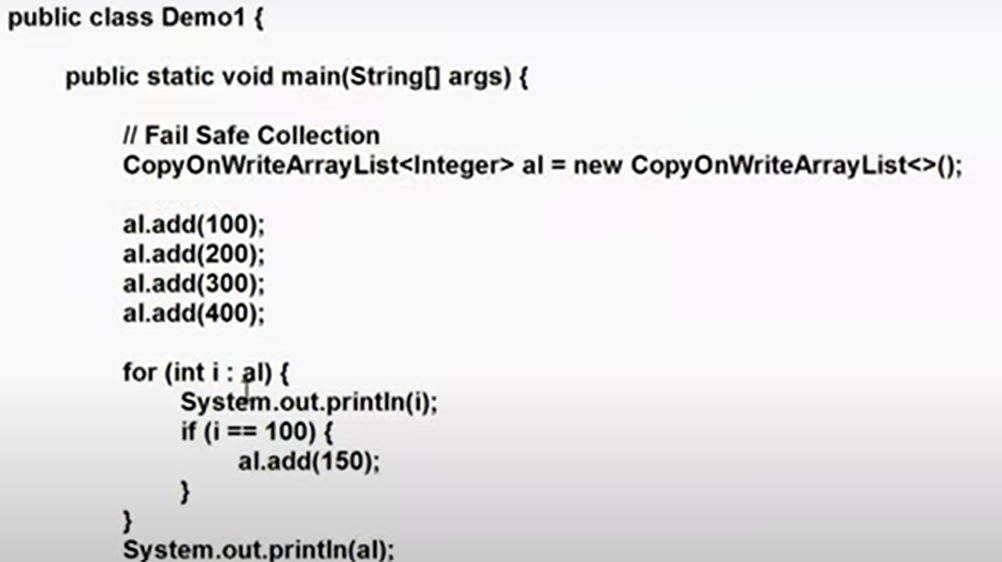 public class Demo1 {
public static void main(String[] args) {
// Fail Safe Collection
CopyOnWriteArrayList<Integer> al = new CopyOnWriteArrayList<>();
al.add(100);
al.add(200);
al.add(300);
al.add(400);
for (int i : al) {
System.out.println(i);
if (i == 100) {
al.add(150);
}
}
System.out.println(al);